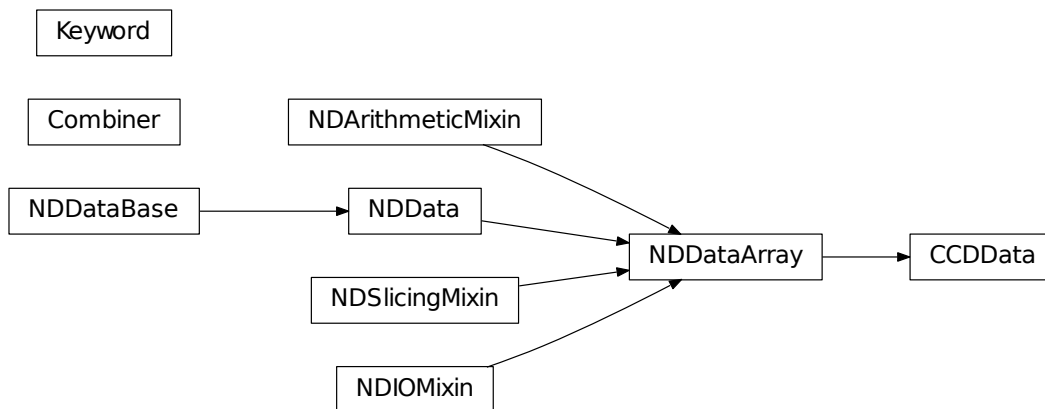 Keyword
Combiner
NDArithmeticMixin
NDDataBase
NDData
NDDataArray
CCDData
NDSlicingMixin
NDIOMixin